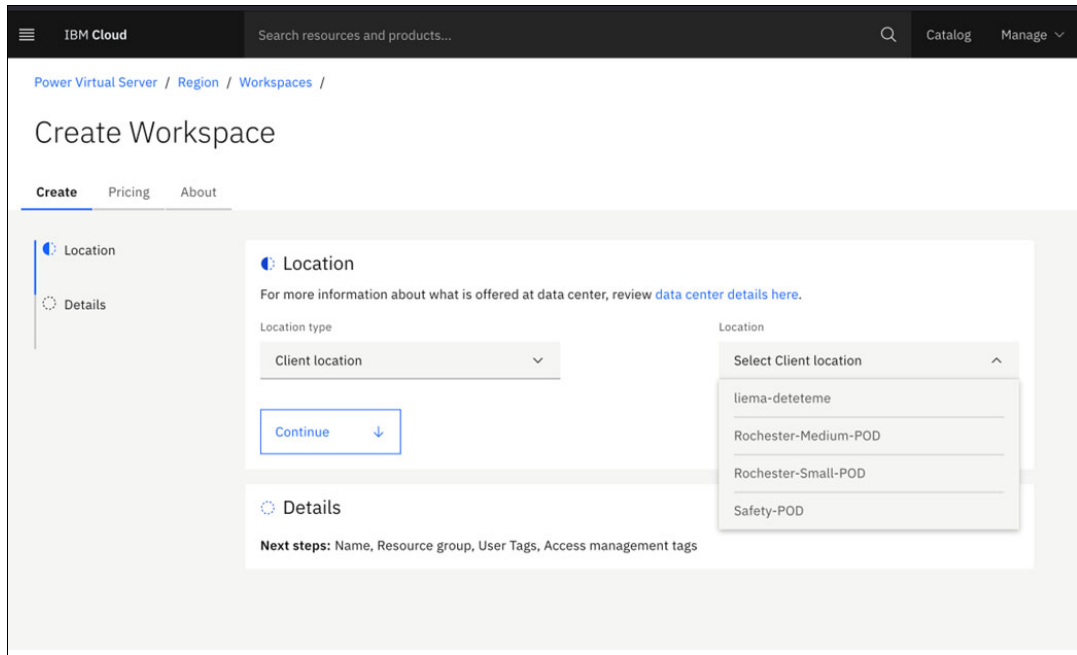 IBM Cloud Search resources and products... Catalog Manage
Power Virtual Server / Region / Workspaces /
Create Workspace
Create Pricing About
Location
Details
Location
For more information about what is offered at data center, review data center details here.
Location type
Client location
Location
Select Client location
liema-deteteme
Rochester-Medium-POD
Rochester-Small-POD
Safety-POD
Continue
Details
Next steps: Name, Resource group, User Tags, Access management tags